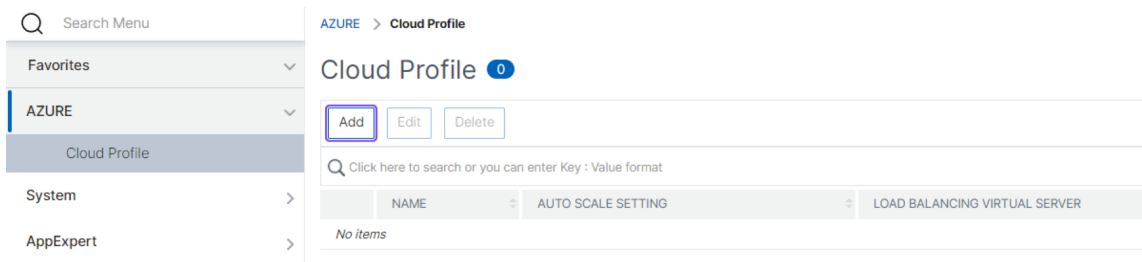 Search Menu
Favorites
AZURE
Cloud Profile
System
AppExpert
AZURE > Cloud Profile
Cloud Profile 0
Add Edit Delete
Click here to search or you can enter Key : Value format
NAME AUTO SCALE SETTING LOAD BALANCING VIRTUAL SERVER
No items